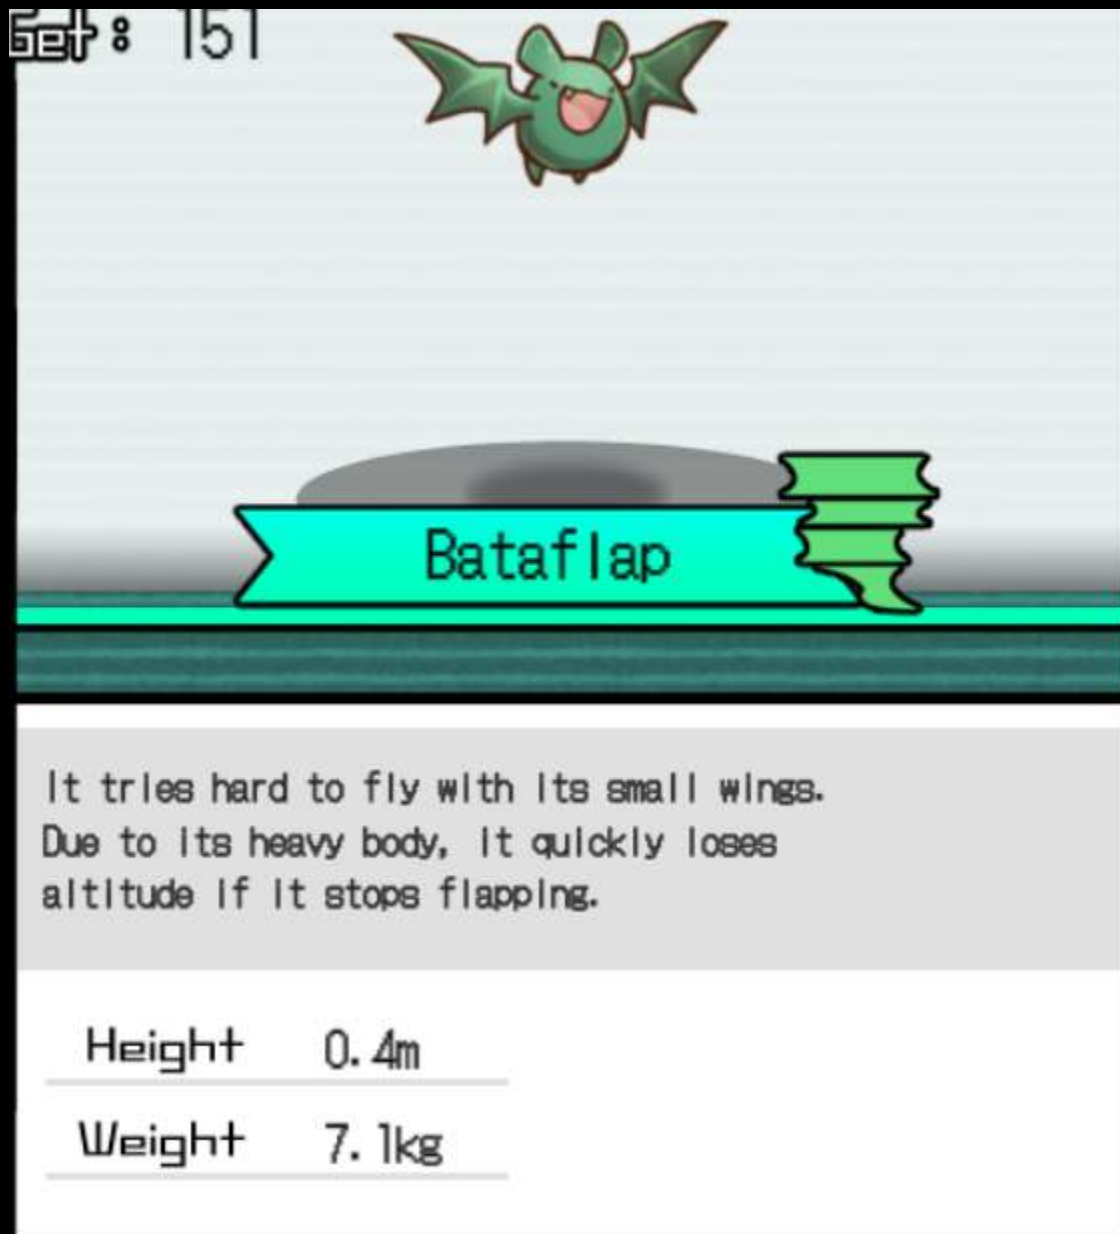 Get: 151
Bataflap
It tries hard to fly with its small wings.
Due to its heavy body, it quickly loses
altitude if it stops flapping.
Height 0.4m
Weight 7.1kg